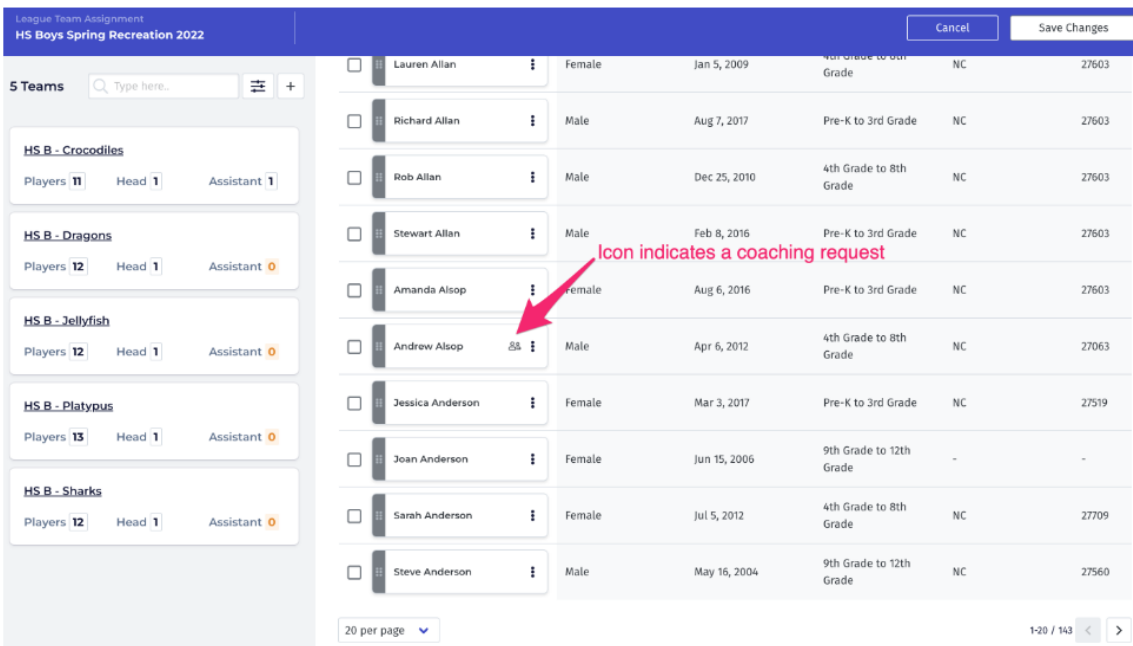 League Team Assignment
HS Boys Spring Recreation 2022
Cancel
Save Changes
5 Teams
Type here..
+
HS B - Crocodiles
Players 11 Head 1 Assistant 1
HS B - Dragons
Players 12 Head 1 Assistant 0
HS B - Jellyfish
Players 12 Head 1 Assistant 0
HS B - Platypus
Players 13 Head 1 Assistant 0
HS B - Sharks
Players 12 Head 1 Assistant 0
Lauren Allan Female Jan 5, 2009 4th Grade to 8th NC 27603
Grade
Richard Allan Male Aug 7, 2017 Pre-K to 3rd Grade NC 27603
Rob Allan Male Dec 25, 2010 4th Grade to 8th NC 27603
Grade
Stewart Allan Male Feb 8, 2016 Pre-K to 3rd Grade NC 27603
Icon indicates a coaching request
Amanda Alsop Female Aug 6, 2016 Pre-K to 3rd Grade NC 27603
Andrew Alsop Male Apr 6, 2012 4th Grade to 8th NC 27063
Grade
Jessica Anderson Female Mar 3, 2017 Pre-K to 3rd Grade NC 27519
Joan Anderson Female Jun 15, 2006 9th Grade to 12th - -
Grade
Sarah Anderson Female Jul 5, 2012 4th Grade to 8th NC 27709
Grade
Steve Anderson Male May 16, 2004 9th Grade to 12th NC 27560
Grade
20 per page
1-20 / 143